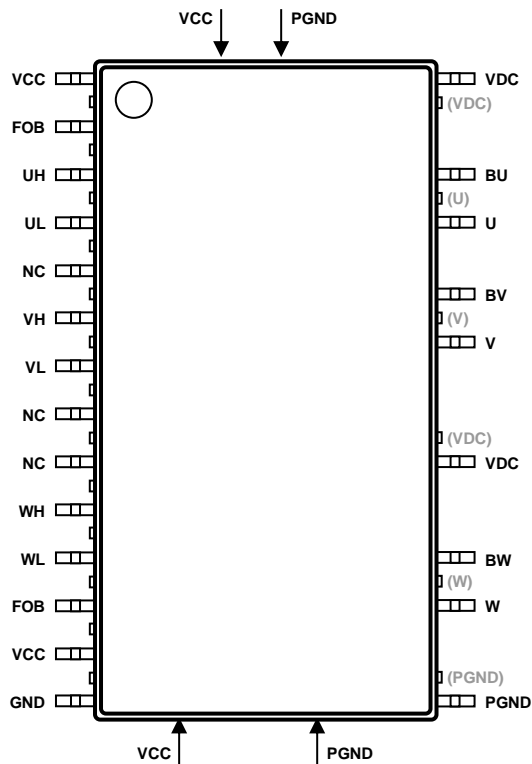 VCC PGND
VCC VDC
(VDC)
FOB
UH BU
(U)
UL U
NC
BV
VH (V)
V
VL
NC
(VDC)
NC VDC
WH
WL BW
(W)
FOB W
VCC
(PGND)
GND PGND
VCC PGND